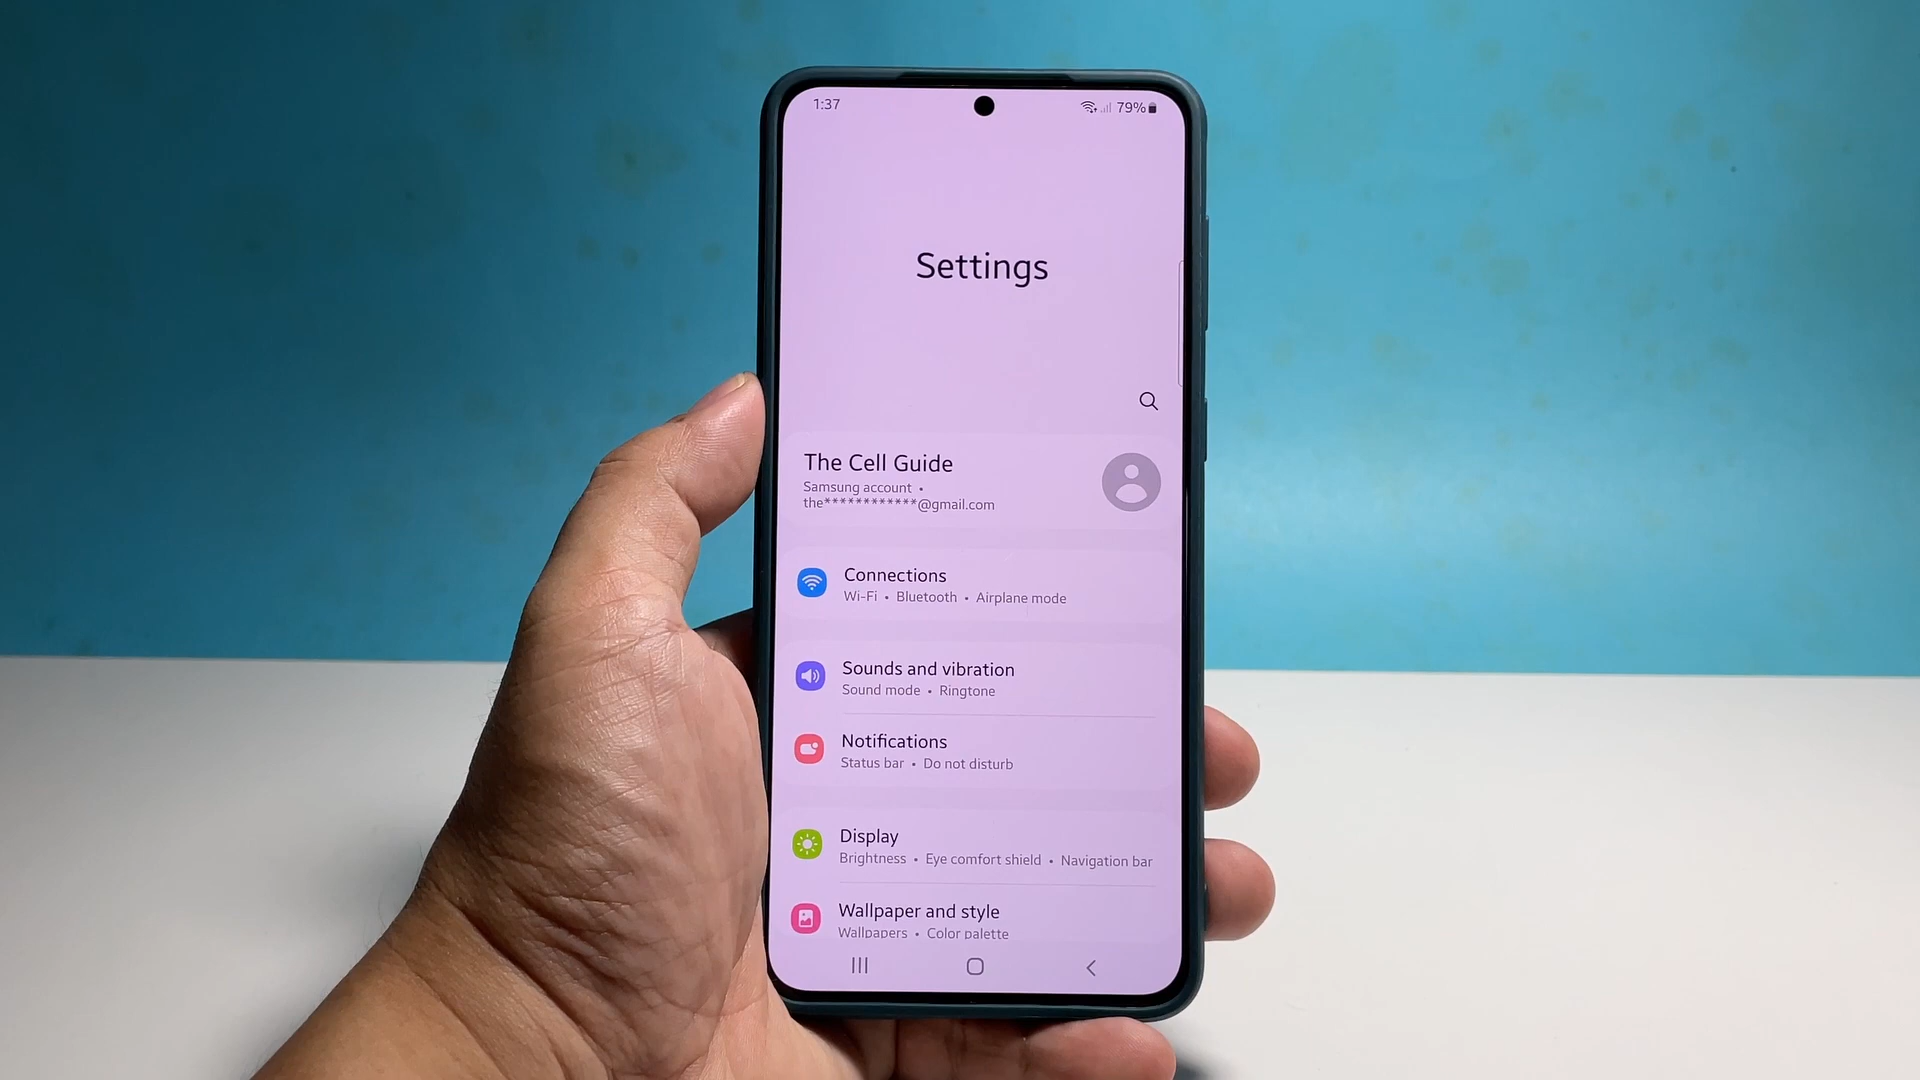 1:37
79%
Settings
The Cell Guide
Samsung account •
the************@gmail.com
Connections
Wi-Fi • Bluetooth • Airplane mode
Sounds and vibration
Sound mode • Ringtone
Notifications
Status bar • Do not disturb
Display
Brightness • Eye comfort shield • Navigation bar
Wallpaper and style
Wallpapers • Color palette